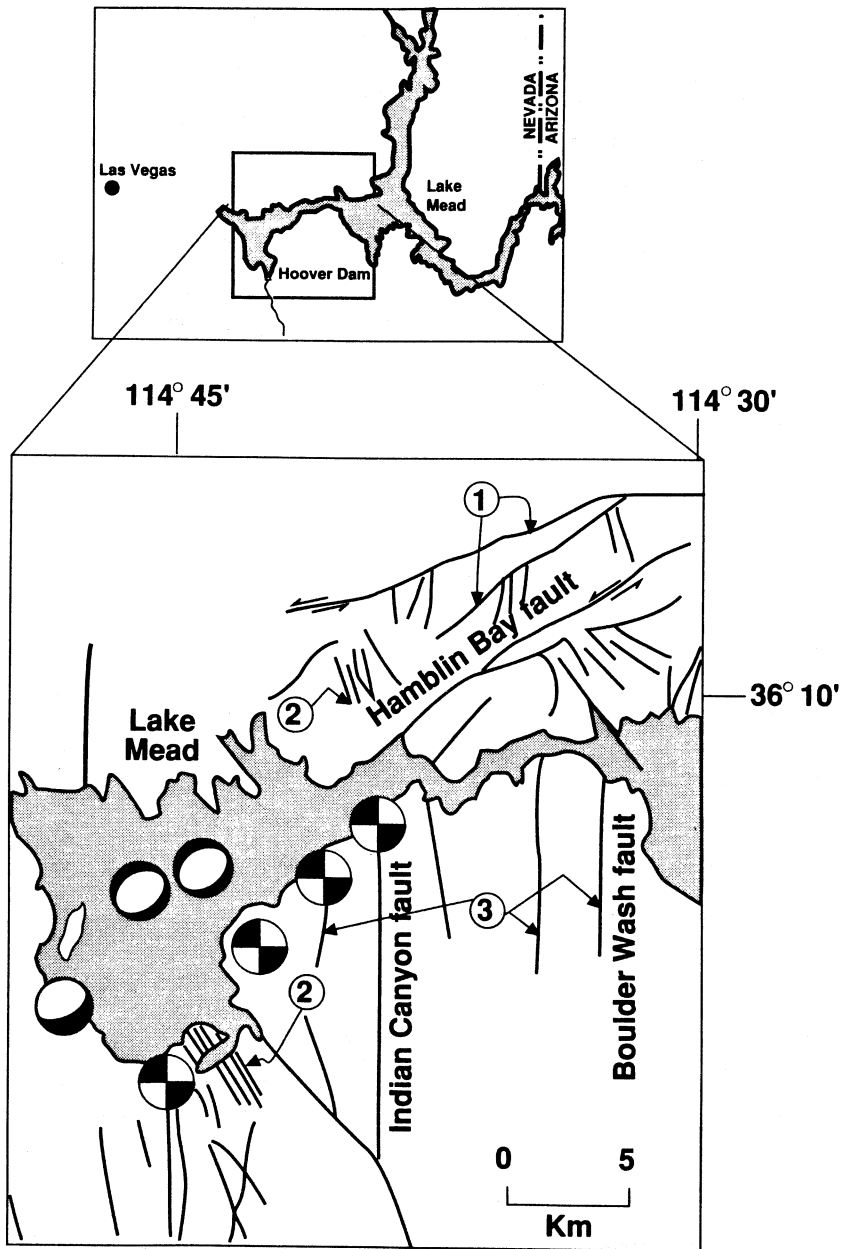 NEVADA
ARIZONA
Las Vegas
Lake
Mead
Hoover Dam
114° 45'
114° 30'
1
Hamblin Bay fault
2
36° 10'
Lake
Mead
Indian Canyon fault
3
Boulder Wash fault
2
0 5
Km